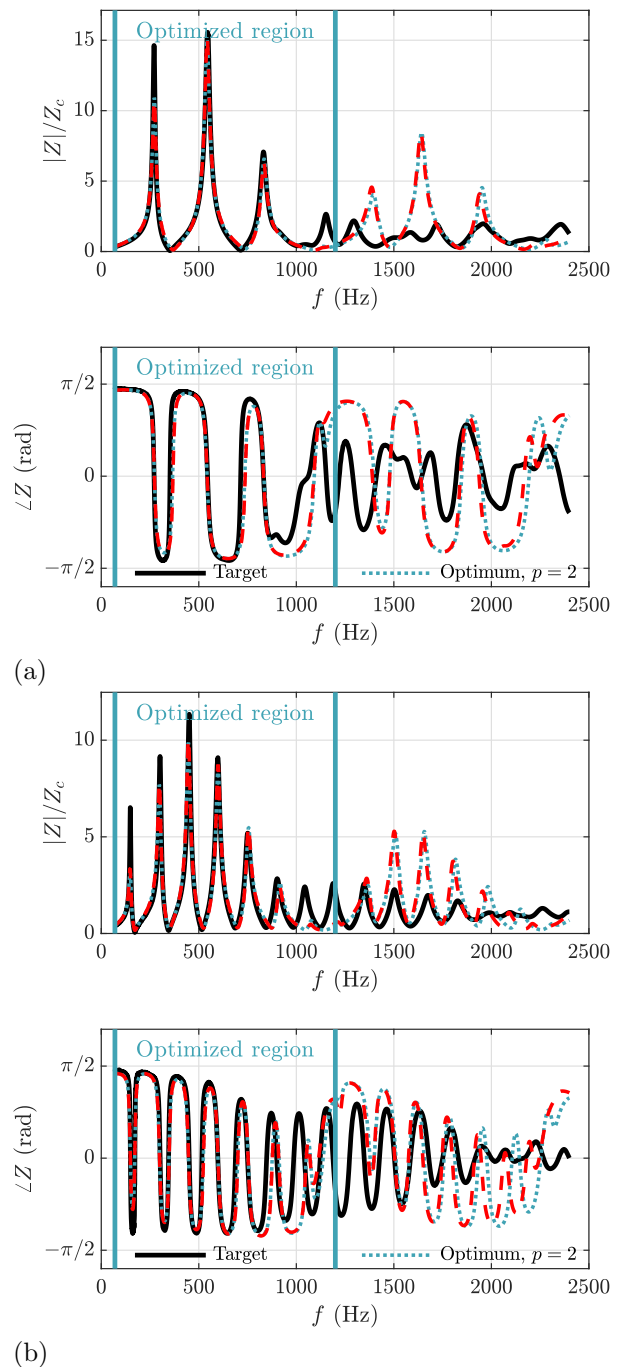 Optimized region
15
10
5
0
|Z|/Z_c
0 500 1000 1500 2000 2500
f (Hz)
Optimized region
π/2
0
−π/2
∠Z (rad)
Target Optimum, p = 2
0 500 1000 1500 2000 2500
f (Hz)
(a)
Optimized region
10
5
0
|Z|/Z_c
0 500 1000 1500 2000 2500
f (Hz)
Optimized region
π/2
0
−π/2
∠Z (rad)
Target Optimum, p = 2
0 500 1000 1500 2000 2500
f (Hz)
(b)